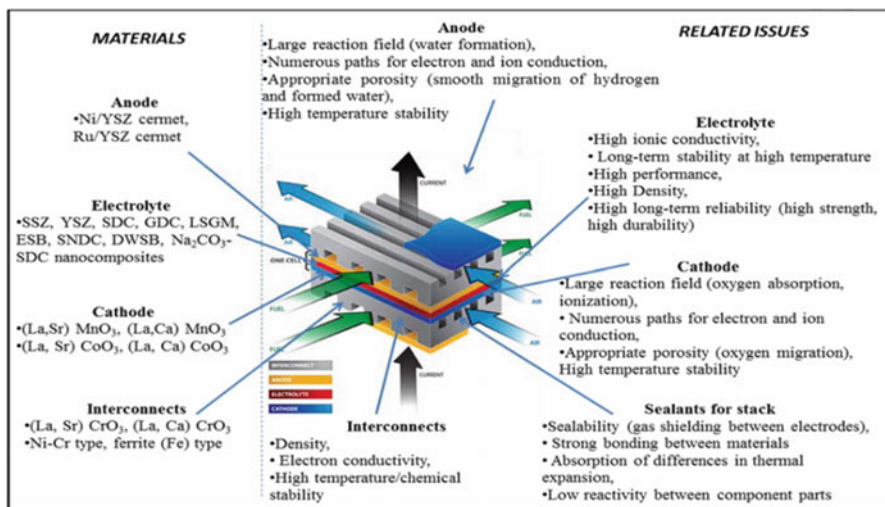 MATERIALS
Anode
•Ni/YSZ cermet,
Ru/YSZ cermet
Electrolyte
•SSZ, YSZ, SDC, GDC, LSGM,
ESB, SNDC, DWSB, Na₂CO₃-
SDC nanocomposites
Cathode
•(La,Sr) MnO₃, (La,Ca) MnO₃
•(La, Sr) CoO₃, (La, Ca) CoO₃
Interconnects
•(La, Sr) CrO₃, (La, Ca) CrO₃
•Ni-Cr type, ferrite (Fe) type
Anode
•Large reaction field (water formation),
•Numerous paths for electron and ion conduction,
•Appropriate porosity (smooth migration of hydrogen
and formed water),
•High temperature stability
CURRENT
AIR
FUEL
AIR
FUEL
ONE CELL
FUEL
AIR
FUEL
AIR
CURRENT
INTERCONNECT
ANODE
ELECTROLYTE
CATHODE
Interconnects
•Density,
• Electron conductivity,
•High temperature/chemical
stability
RELATED ISSUES
Electrolyte
•High ionic conductivity,
• Long-term stability at high temperature
•High performance,
•High Density,
•High long-term reliability (high strength,
high durability)
Cathode
•Large reaction field (oxygen absorption,
ionization),
• Numerous paths for electron and ion
conduction,
•Appropriate porosity (oxygen migration),
High temperature stability
Sealants for stack
•Sealability (gas shielding between electrodes),
• Strong bonding between materials
• Absorption of differences in thermal
expansion,
•Low reactivity between component parts